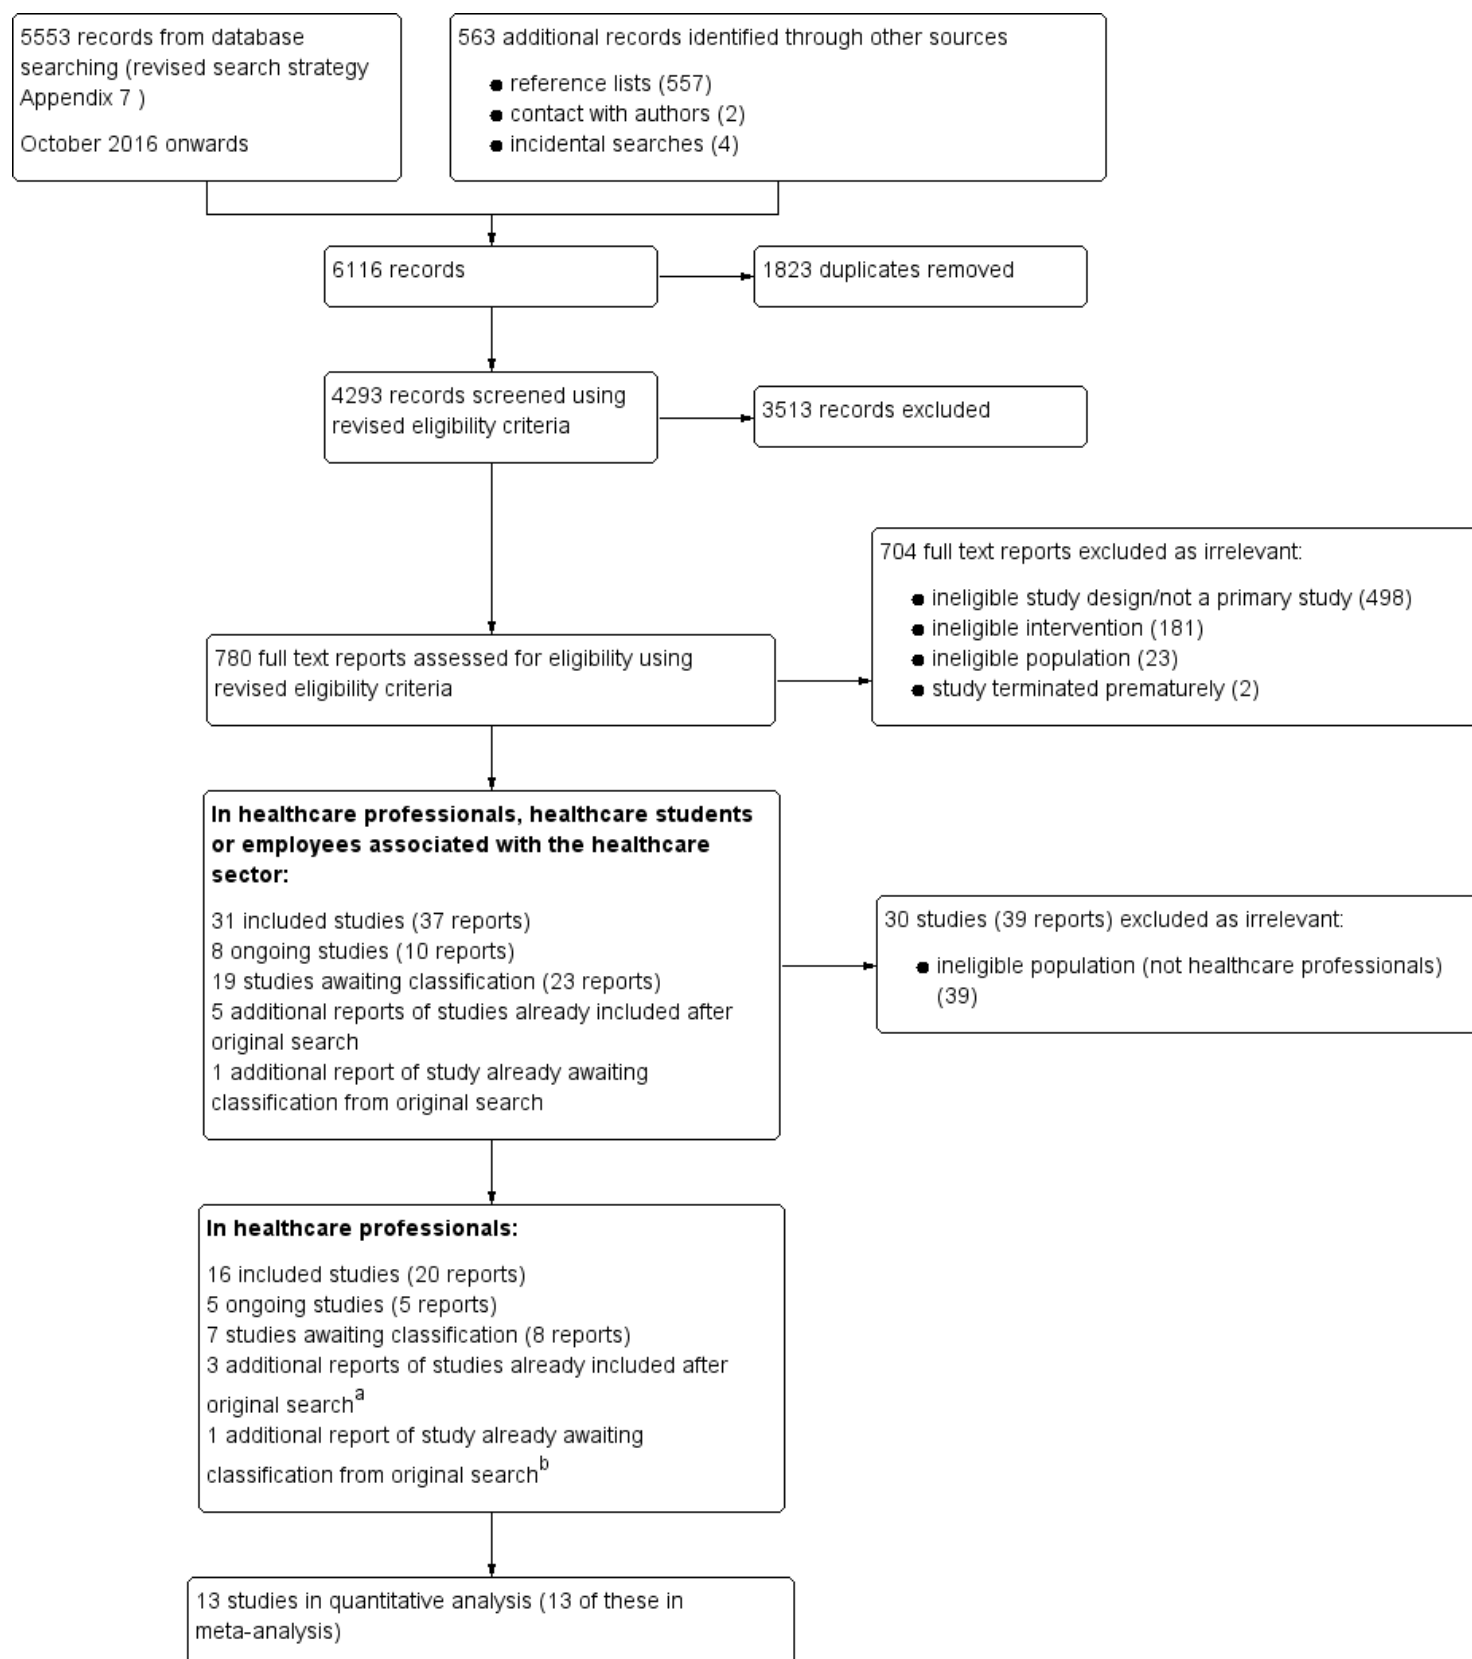 5553 records from database
searching (revised search strategy
Appendix 7 )
October 2016 onwards
563 additional records identified through other sources
● reference lists (557)
● contact with authors (2)
● incidental searches (4)
6116 records
1823 duplicates removed
4293 records screened using
revised eligibility criteria
3513 records excluded
704 full text reports excluded as irrelevant:
● ineligible study design/not a primary study (498)
● ineligible intervention (181)
● ineligible population (23)
● study terminated prematurely (2)
780 full text reports assessed for eligibility using
revised eligibility criteria
In healthcare professionals, healthcare students
or employees associated with the healthcare
sector:
31 included studies (37 reports)
8 ongoing studies (10 reports)
19 studies awaiting classification (23 reports)
5 additional reports of studies already included after
original search
1 additional report of study already awaiting
classification from original search
30 studies (39 reports) excluded as irrelevant:
● ineligible population (not healthcare professionals)
(39)
In healthcare professionals:
16 included studies (20 reports)
5 ongoing studies (5 reports)
7 studies awaiting classification (8 reports)
3 additional reports of studies already included after
original search^a
1 additional report of study already awaiting
classification from original search^b
13 studies in quantitative analysis (13 of these in
meta-analysis)